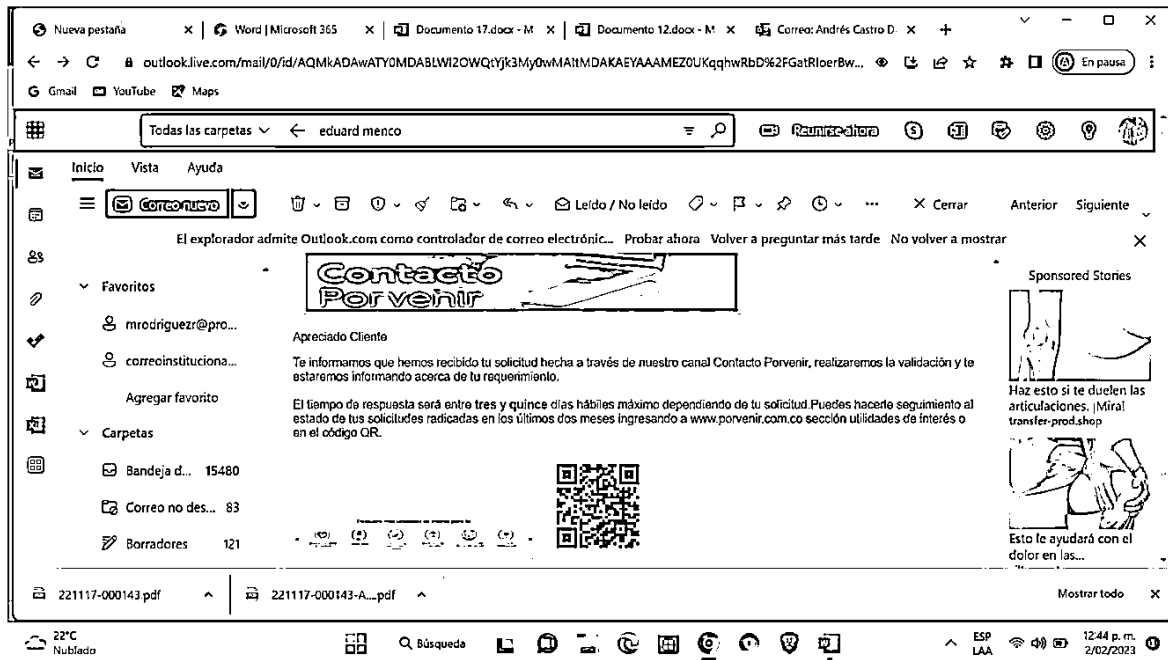 Nueva pestaña
Word | Microsoft 365
Documento 17.docx - M
Documento 12.docx - M
Correo: Andrés Castro D
outlook.live.com/mail/0/id/AQMkADAwATY0MDABLWI2OWQtYjk3My0wMAItMDAKAEYAAAMEZ0UKqqhwRbD%2FGatRIoerBw...
En pausa
Gmail
YouTube
Maps
Todas las carpetas
eduard menco
Reunirse ahora
Inicio Vista Ayuda
Correo nuevo
Leído / No leído
Cerrar
Anterior Siguiente
El explorador admite Outlook.com como controlador de correo electrónic... Probar ahora Volver a preguntar más tarde No volver a mostrar
Favoritos
mrodriguezr@pro...
correoinstituciona...
Agregar favorito
Carpetas
Bandeja d... 15480
Correo no des... 83
Borradores 121
Contacto
Porvenir
Apreciado Cliente
Te informamos que hemos recibido tu solicitud hecha a través de nuestro canal Contacto Porvenir, realizaremos la validación y te
estaremos informando acerca de tu requerimiento.
El tiempo de respuesta será entre tres y quince días hábiles máximo dependiendo de tu solicitud.Puedes hacerle seguimiento al
estado de tus solicitudes radicadas en los últimos dos meses ingresando a www.porvenir.com.co sección utilidades de interés o
en el código QR.
Sponsored Stories
Haz esto si te duelen las
articulaciones. ¡Mira!
transfer-prod.shop
Esto le ayudará con el
dolor en las...
221117-000143.pdf
221117-000143-A....pdf
Mostrar todo
22°C
Nublado
Búsqueda
ESP
LAA
12:44 p. m.
2/02/2023